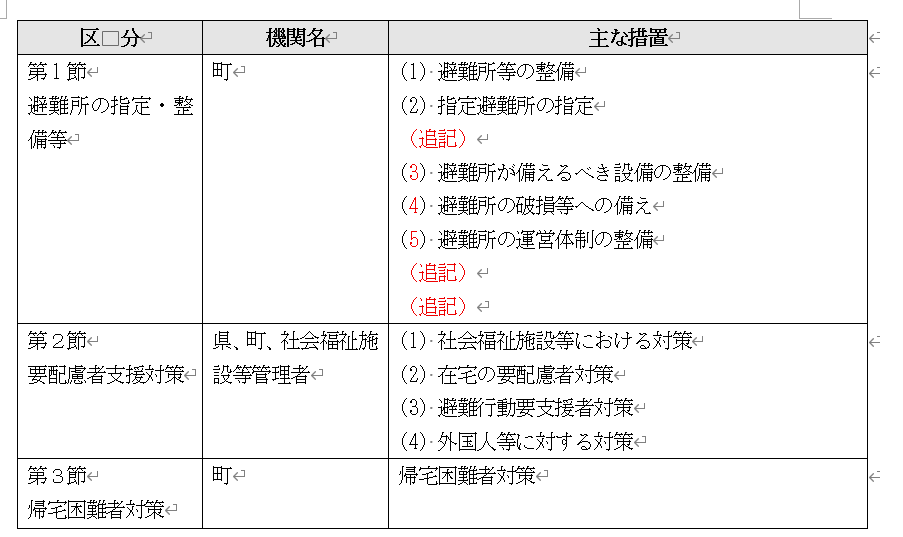 区□分 機関名 主な措置
第１節 町 (1) 避難所等の整備
避難所の指定・整 (2) 指定避難所の指定
備等 （追記）
(3) 避難所が備えるべき設備の整備
(4) 避難所の破損等への備え
(5) 避難所の運営体制の整備
（追記）
（追記）
第２節 県、町、社会福祉施 (1) 社会福祉施設等における対策
要配慮者支援対策 設等管理者 (2) 在宅の要配慮者対策
(3) 避難行動要支援者対策
(4) 外国人等に対する対策
第３節 町 帰宅困難者対策
帰宅困難者対策